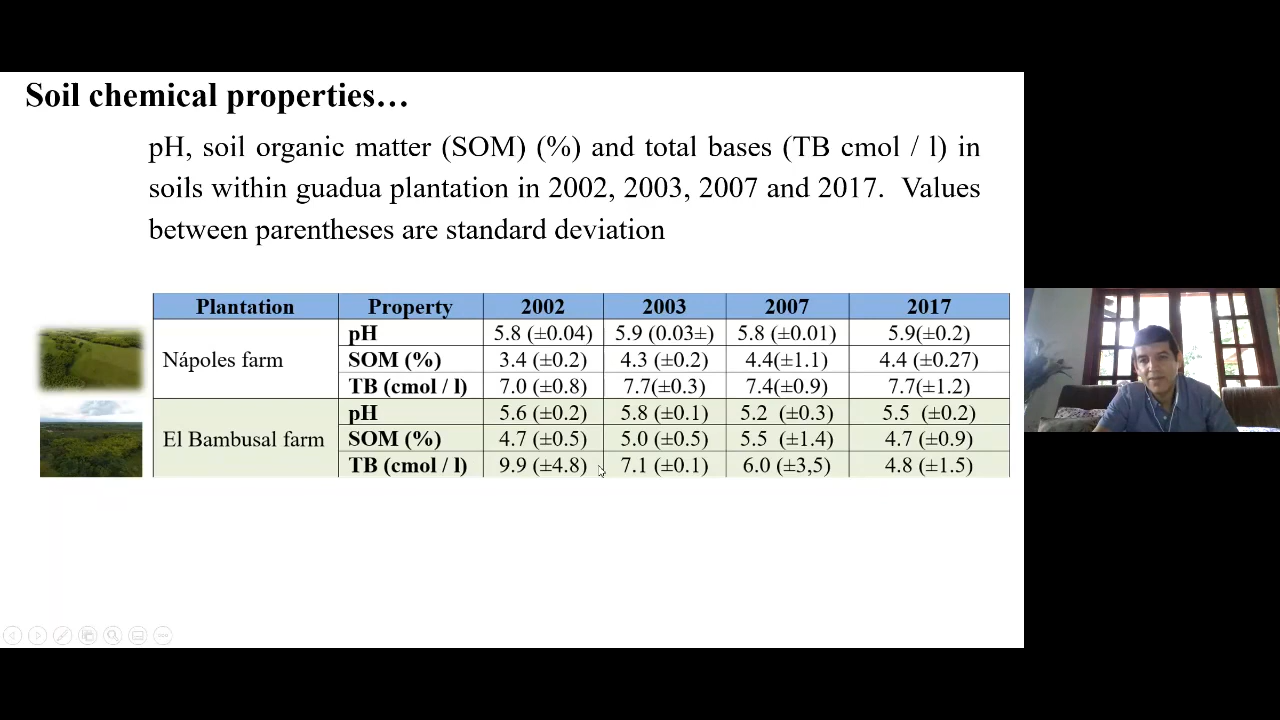 Soil chemical properties…
pH, soil organic matter (SOM) (%) and total bases (TB cmol / l) in
soils within guadua plantation in 2002, 2003, 2007 and 2017. Values
between parentheses are standard deviation
Plantation Property 2002 2003 2007 2017
Nápoles farm
pH 5.8 (±0.04) 5.9 (0.03±) 5.8 (±0.01) 5.9(±0.2)
SOM (%) 3.4 (±0.2) 4.3 (±0.2) 4.4(±1.1) 4.4 (±0.27)
TB (cmol / l) 7.0 (±0.8) 7.7(±0.3) 7.4(±0.9) 7.7(±1.2)
El Bambusal farm
pH 5.6 (±0.2) 5.8 (±0.1) 5.2 (±0.3) 5.5 (±0.2)
SOM (%) 4.7 (±0.5) 5.0 (±0.5) 5.5 (±1.4) 4.7 (±0.9)
TB (cmol / l) 9.9 (±4.8) 7.1 (±0.1) 6.0 (±3,5) 4.8 (±1.5)